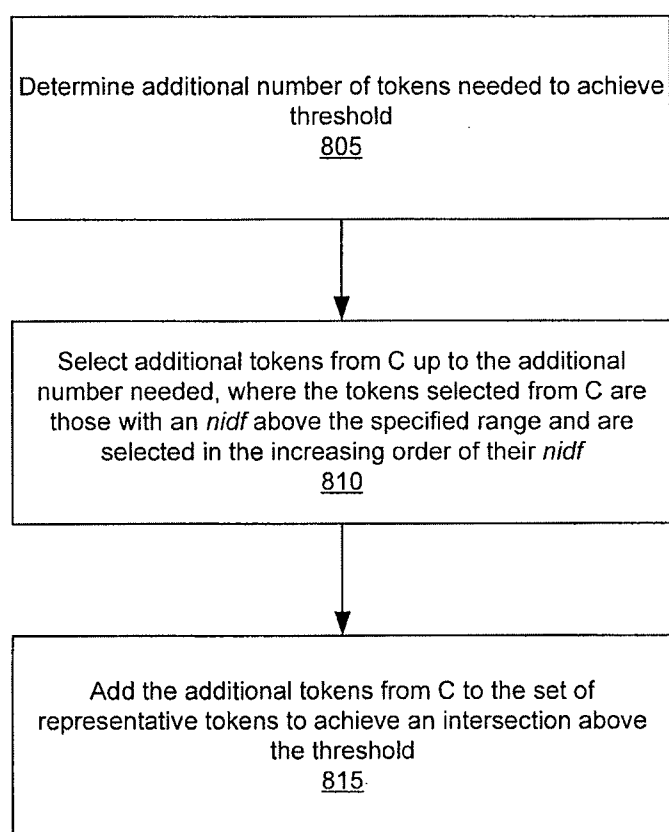 Determine additional number of tokens needed to achieve
threshold
805
Select additional tokens from C up to the additional
number needed, where the tokens selected from C are
those with an nidf above the specified range and are
selected in the increasing order of their nidf
810
Add the additional tokens from C to the set of
representative tokens to achieve an intersection above
the threshold
815